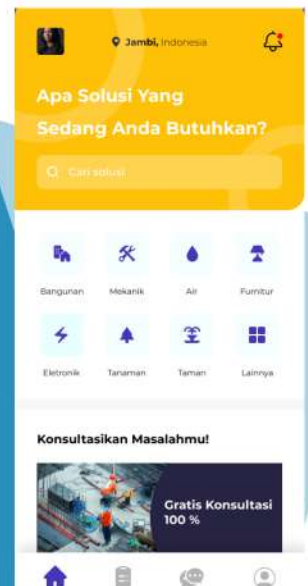 Jambi, Indonesia
Apa Solusi Yang
Sedang Anda Butuhkan?
Cari solusi
Bangunan Mekanik Air Furnitur
Eletronik Tanaman Taman Lainnya
Konsultasikan Masalahmu!
Gratis Konsultasi
100 %